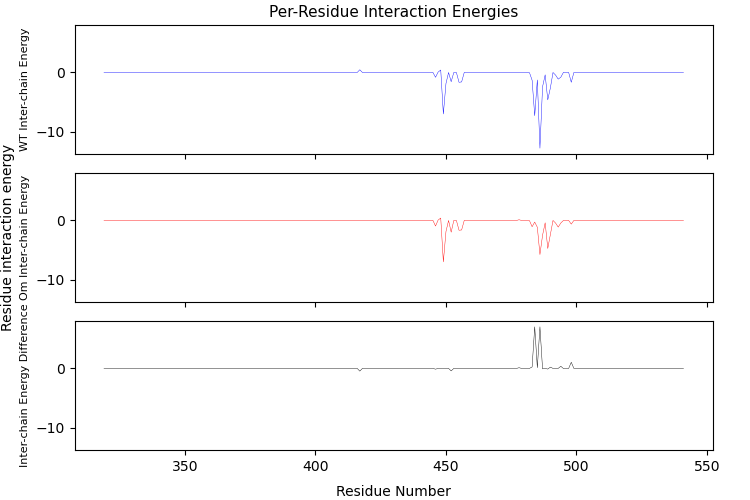 Per-Residue Interaction Energies
Residue interaction energy
WT Inter-chain Energy
0
−10
Om Inter-chain Energy
0
−10
Inter-chain Energy Difference
0
−10
350
400
450
500
550
Residue Number